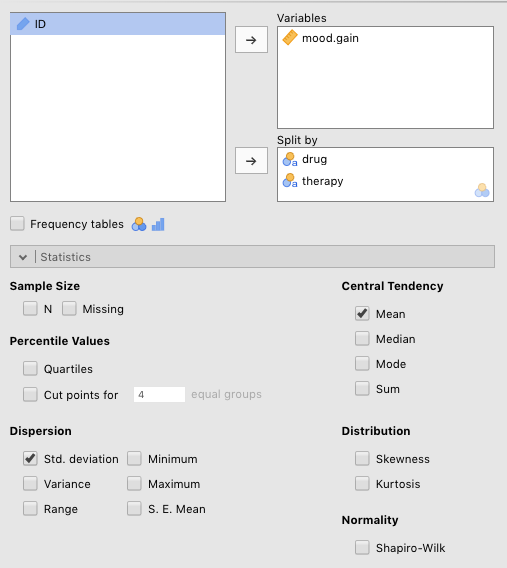 ID
Variables
mood.gain
Split by
drug
therapy
Frequency tables
Statistics
Sample Size
N Missing
Percentile Values
Quartiles
Cut points for 4 equal groups
Dispersion
Std. deviation Minimum
Variance Maximum
Range S. E. Mean
Central Tendency
Mean
Median
Mode
Sum
Distribution
Skewness
Kurtosis
Normality
Shapiro-Wilk